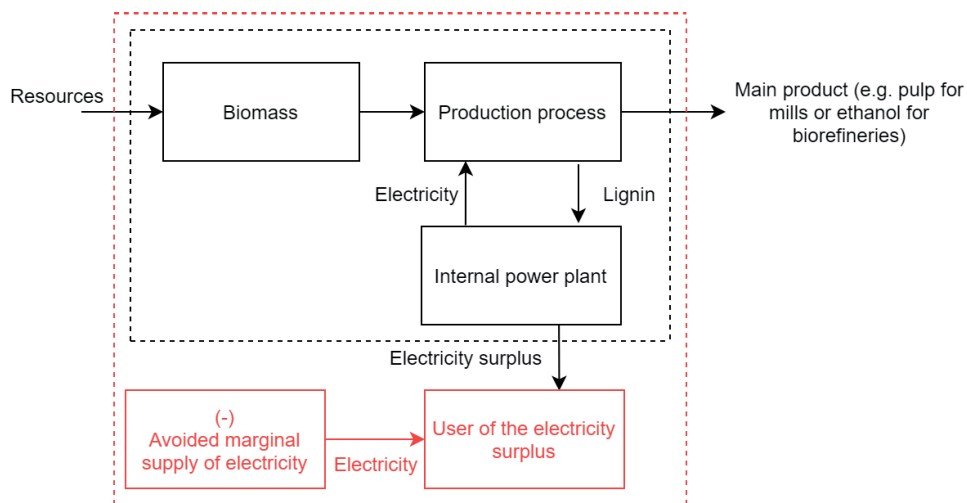 Resources
Biomass
Production process
Main product (e.g. pulp for
mills or ethanol for
biorefineries)
Electricity
Lignin
Internal power plant
Electricity surplus
(-)
Avoided marginal
supply of electricity
Electricity
User of the electricity
surplus